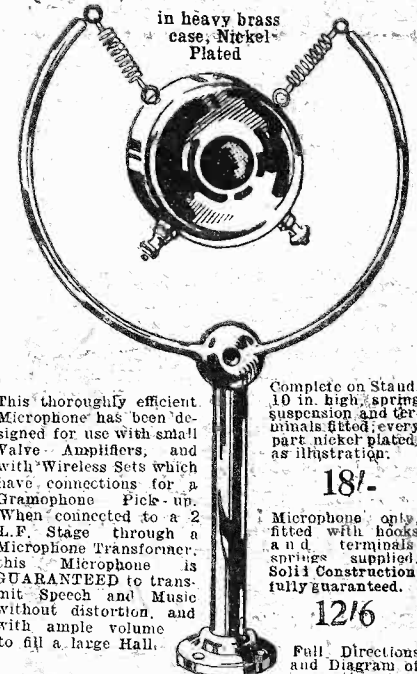 in heavy brass
case, Nickel-
Plated
This thoroughly efficient
Microphone has been de-
signed for use with small
Valve Amplifiers, and
with Wireless Sets which
have connections for a
Gramophone Pick-up.
When connected to a 2
L.F. Stage through a
Microphone Transformer,
this Microphone is
GUARANTEED to trans-
mit Speech and Music
without distortion, and
with ample volume
to fill a large Hall.
Complete on Stand
10 in. high, spring
suspension and ter-
minals fitted; every
part nickel plated,
as illustration.
18/-
Microphone only
fitted with hooks
and terminals
springs supplied.
Solid Construction
fully guaranteed.
12/6
Full Directions
and Diagram of